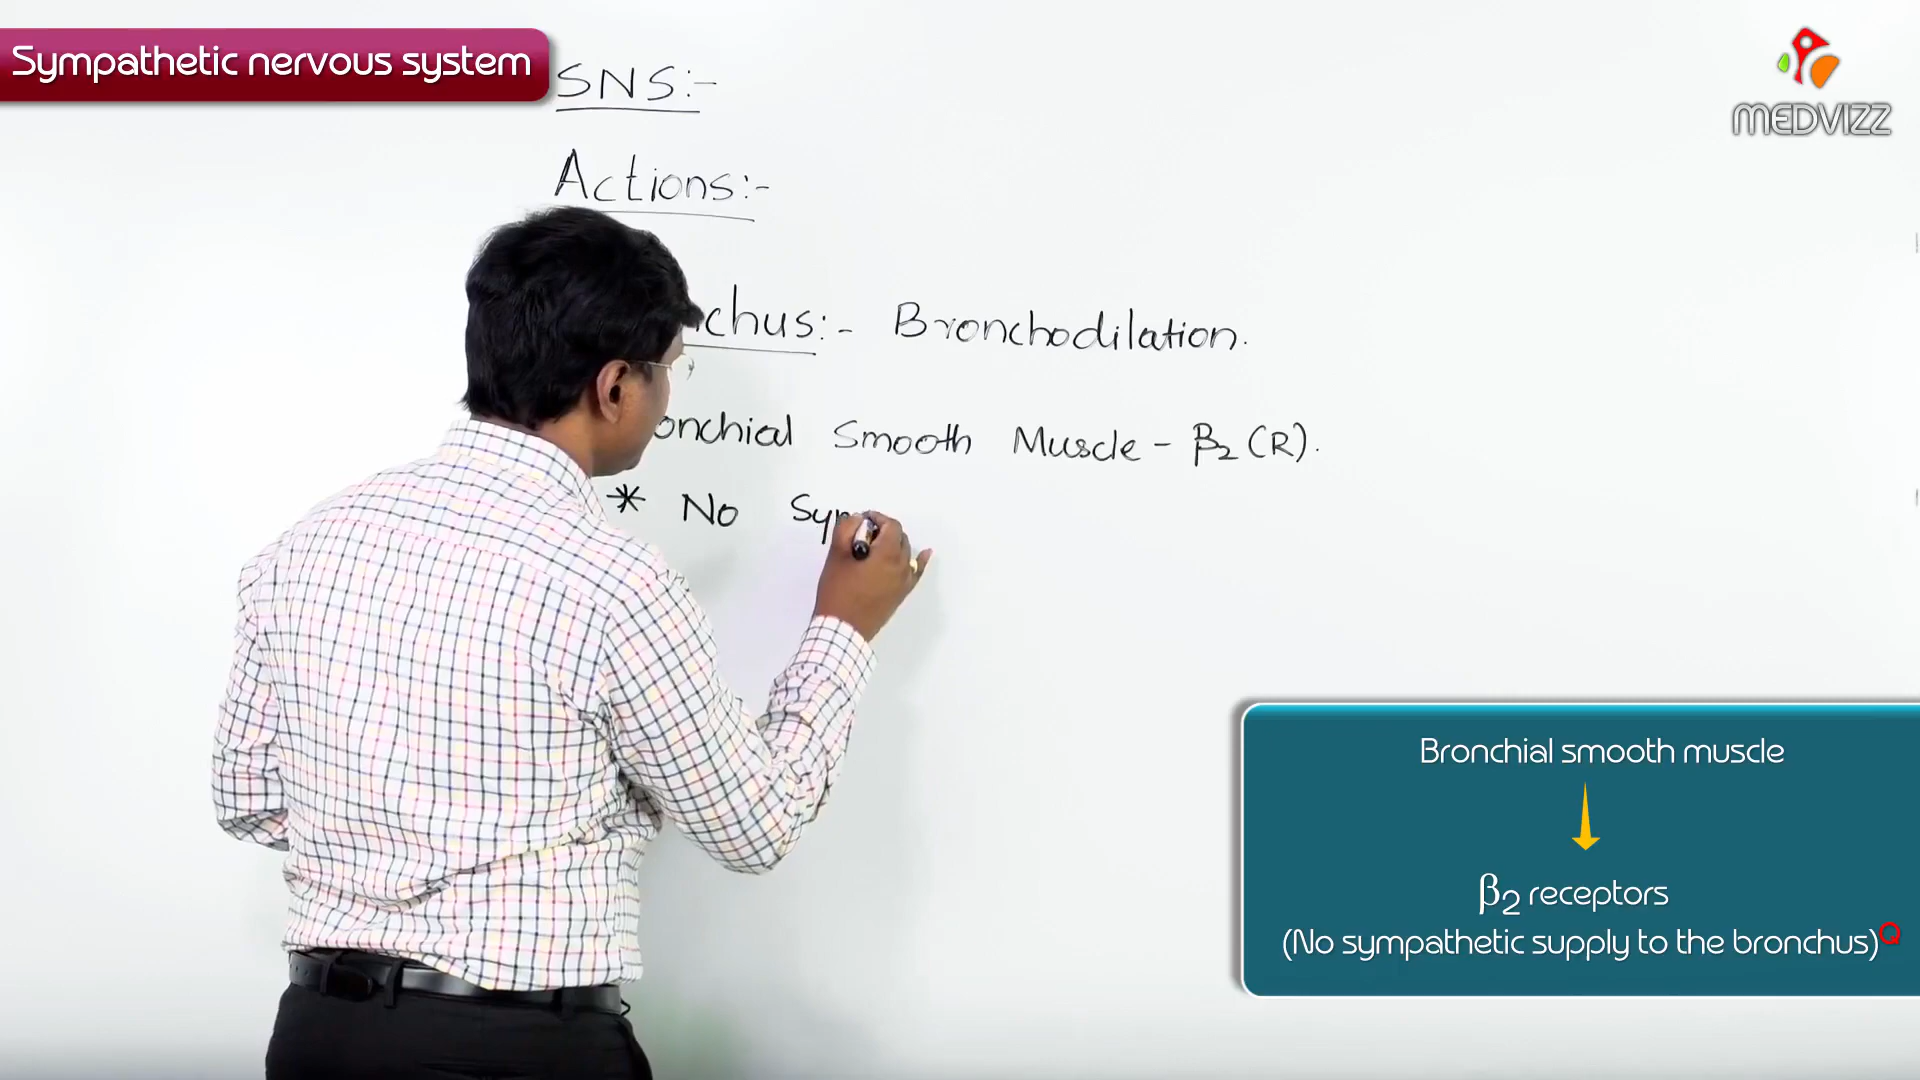 Sympathetic nervous system
SNS:-
MEDVIZZ
Actions:-
chus:- Bronchodilation.
onchial Smooth Muscle - β2 (R).
* No Sym
Bronchial smooth muscle
β2 receptors
(No sympathetic supply to the bronchus)Q